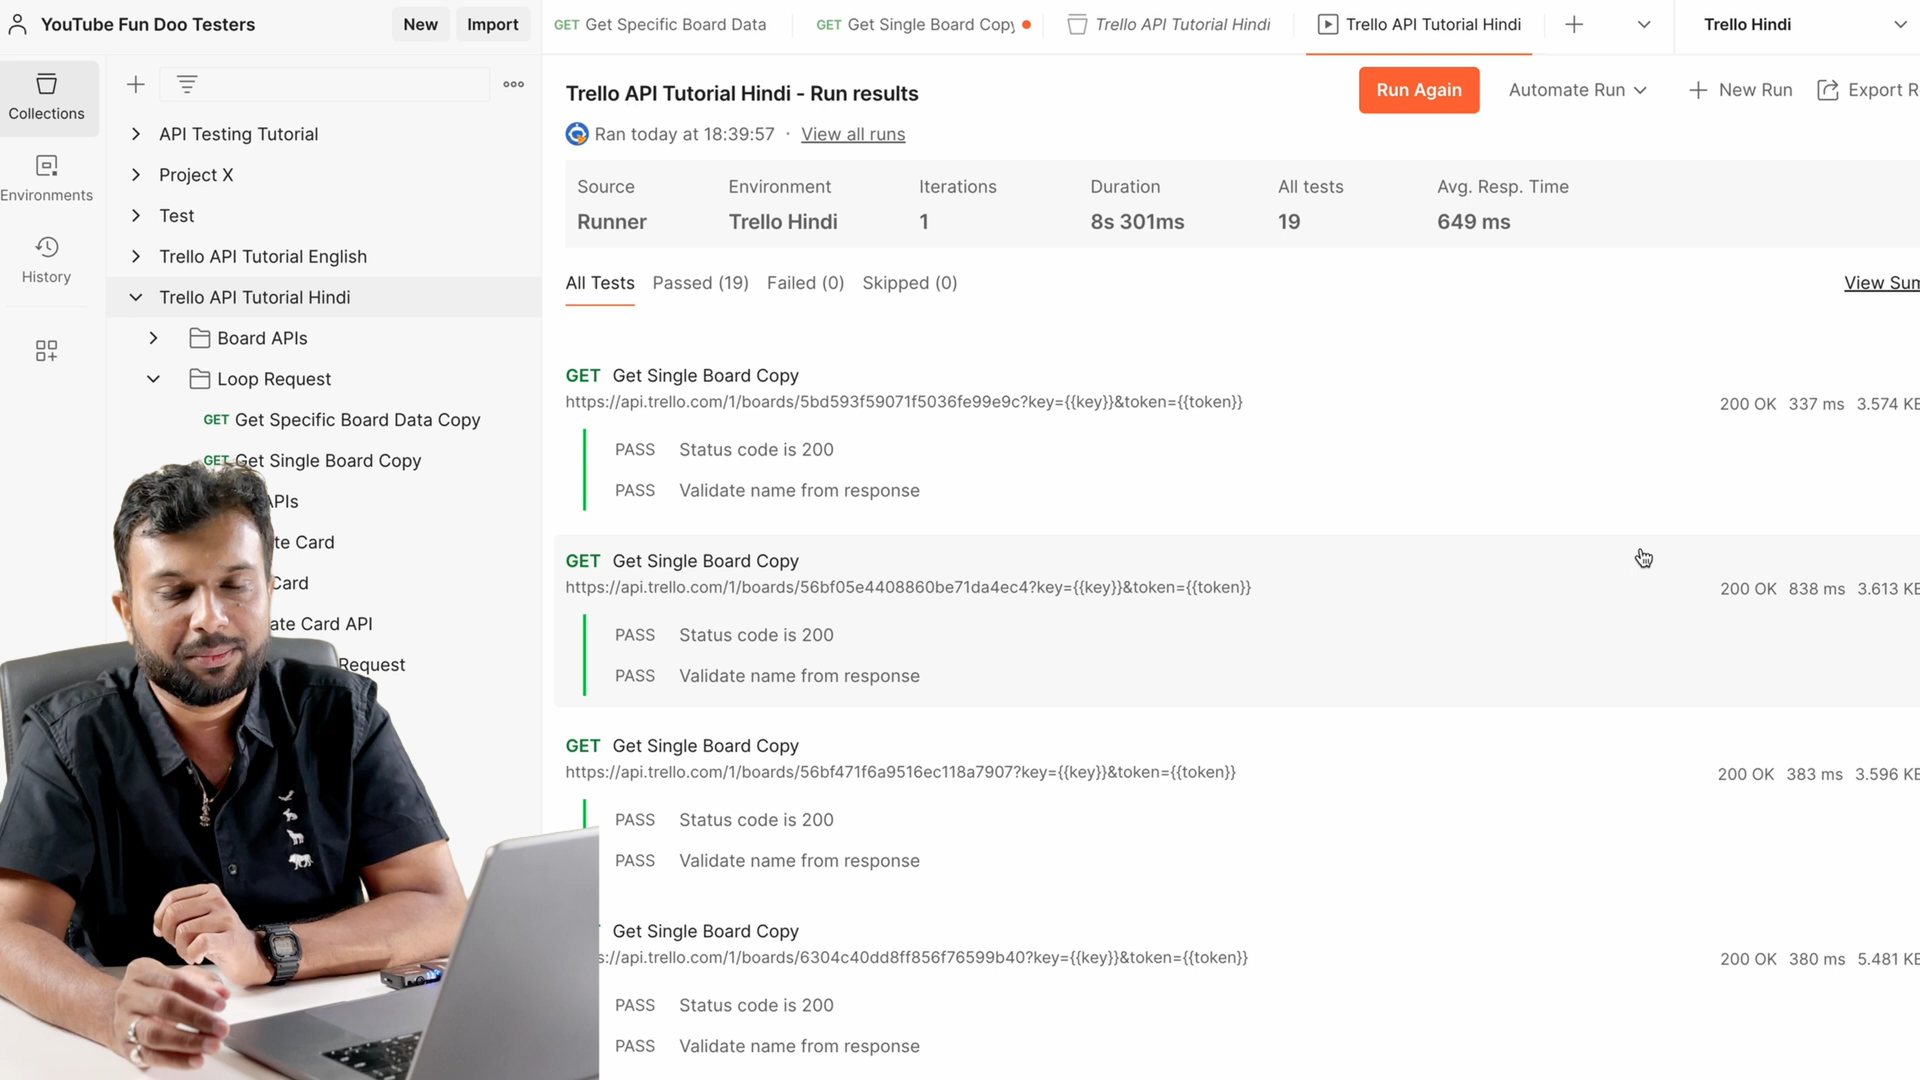 YouTube Fun Doo Testers
New
Import
GET Get Specific Board Data
GET Get Single Board Copy
Trello API Tutorial Hindi
Trello API Tutorial Hindi
Trello Hindi
Collections
Environments
History
API Testing Tutorial
Project X
Test
Trello API Tutorial English
Trello API Tutorial Hindi
Board APIs
Loop Request
GET Get Specific Board Data Copy
GET Get Single Board Copy
APIs
te Card
Card
ate Card API
Request
Trello API Tutorial Hindi - Run results
Run Again
Automate Run
New Run
Export R
Ran today at 18:39:57 · View all runs
Source Environment Iterations Duration All tests Avg. Resp. Time
Runner Trello Hindi 1 8s 301ms 19 649 ms
All Tests Passed (19) Failed (0) Skipped (0)
View Sum
GET Get Single Board Copy
https://api.trello.com/1/boards/5bd593f59071f5036fe99e9c?key={{key}}&token={{token}}
200 OK 337 ms 3.574 KB
PASS Status code is 200
PASS Validate name from response
GET Get Single Board Copy
https://api.trello.com/1/boards/56bf05e4408860be71da4ec4?key={{key}}&token={{token}}
200 OK 838 ms 3.613 KB
PASS Status code is 200
PASS Validate name from response
GET Get Single Board Copy
https://api.trello.com/1/boards/56bf471f6a9516ec118a7907?key={{key}}&token={{token}}
200 OK 383 ms 3.596 KB
PASS Status code is 200
PASS Validate name from response
Get Single Board Copy
s://api.trello.com/1/boards/6304c40dd8ff856f76599b40?key={{key}}&token={{token}}
200 OK 380 ms 5.481 KB
PASS Status code is 200
PASS Validate name from response